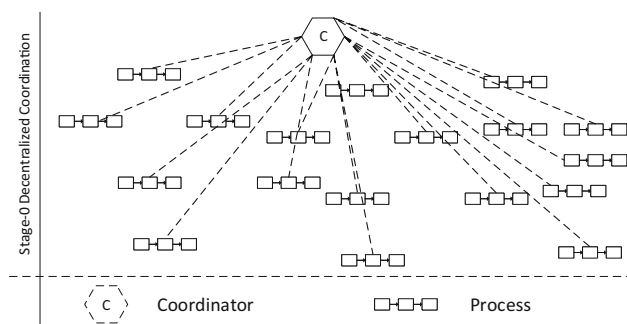 Stage-0 Decentralized Coordination
C
C
Coordinator
Process